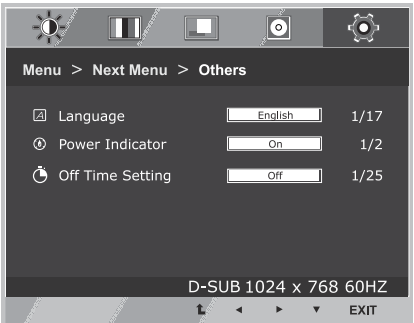 Menu > Next Menu > Others
Language English 1/17
Power Indicator On 1/2
Off Time Setting Off 1/25
D-SUB 1024 x 768 60HZ
EXIT